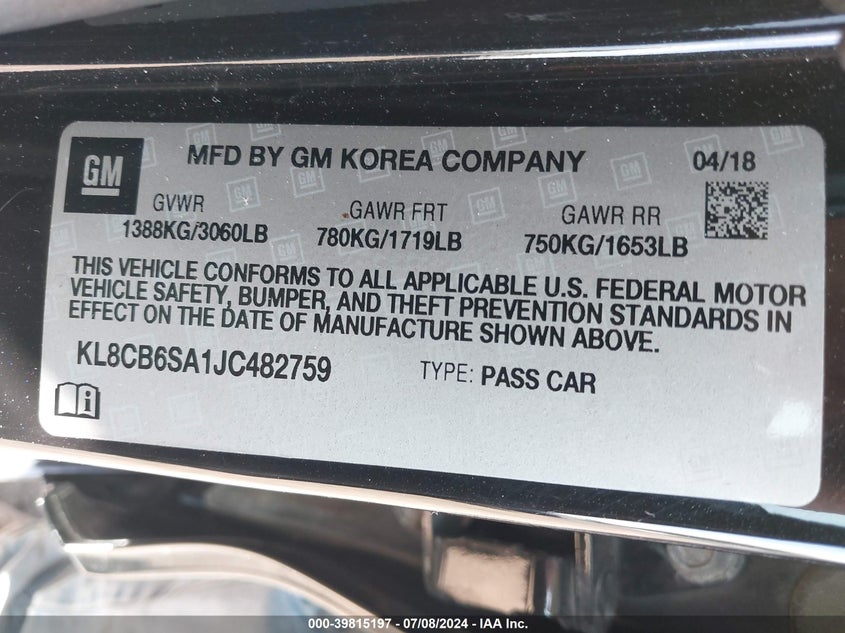 GM MFD BY GM KOREA COMPANY 04/18
GVWR GAWR FRT GAWR RR
1388KG/3060LB 780KG/1719LB 750KG/1653LB
THIS VEHICLE CONFORMS TO ALL APPLICABLE U.S. FEDERAL MOTOR
VEHICLE SAFETY, BUMPER, AND THEFT PREVENTION STANDARDS IN
EFFECT ON THE DATE OF MANUFACTURE SHOWN ABOVE.
KL8CB6SA1JC482759 TYPE: PASS CAR
000-39815197 - 07/08/2024 - IAA Inc.